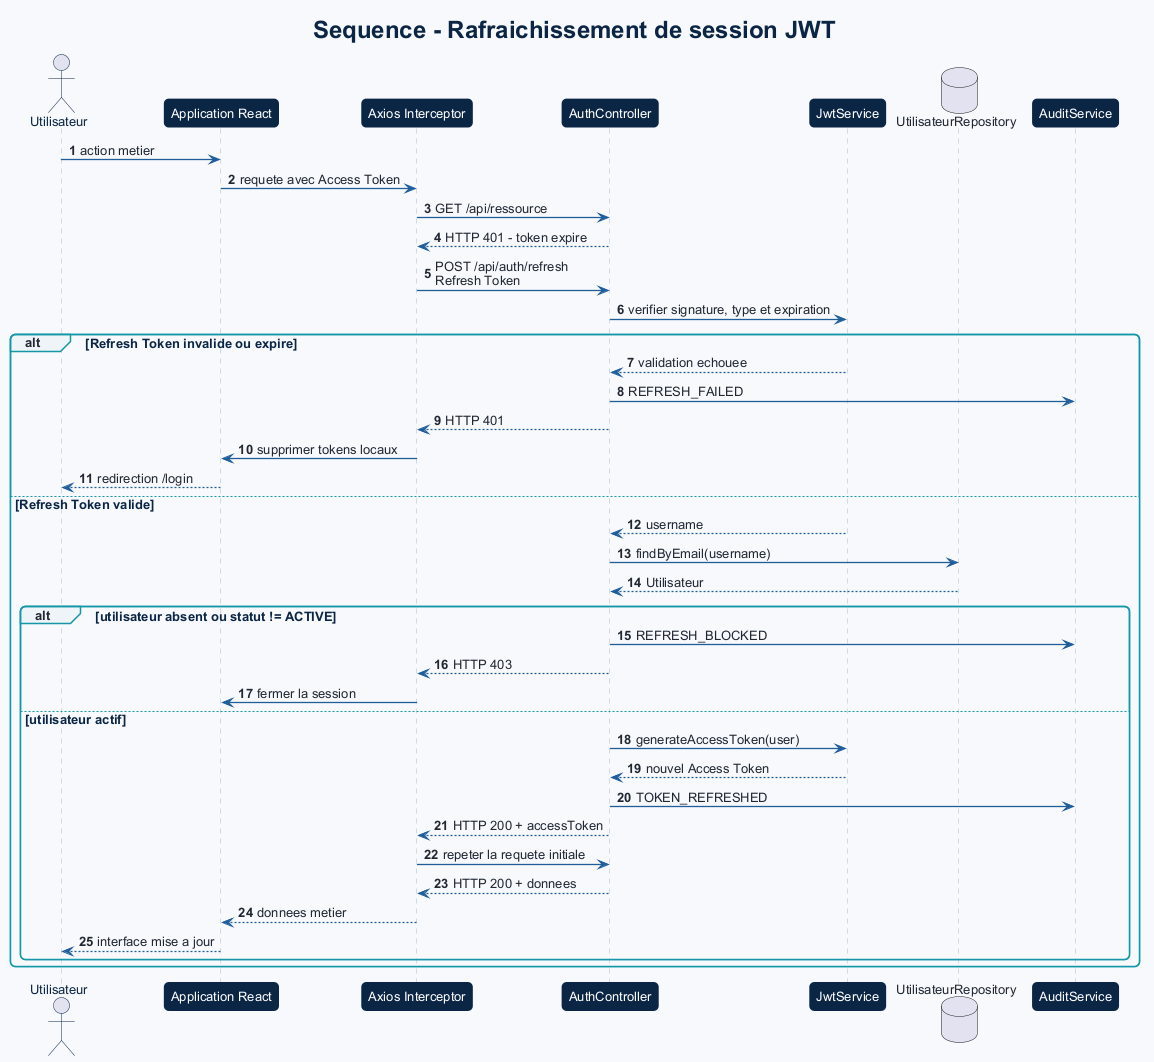 Sequence - Rafraichissement de session JWT
Utilisateur
Application React
Axios Interceptor
AuthController
JwtService
UtilisateurRepository
AuditService
1 action metier
2 requete avec Access Token
3 GET /api/ressource
4 HTTP 401 - token expire
5 POST /api/auth/refresh
Refresh Token
6 verifier signature, type et expiration
alt [Refresh Token invalide ou expire]
7 validation echouee
8 REFRESH_FAILED
9 HTTP 401
10 supprimer tokens locaux
11 redirection /login
[Refresh Token valide]
12 username
13 findByEmail(username)
14 Utilisateur
alt [utilisateur absent ou statut != ACTIVE]
15 REFRESH_BLOCKED
16 HTTP 403
17 fermer la session
[utilisateur actif]
18 generateAccessToken(user)
19 nouvel Access Token
20 TOKEN_REFRESHED
21 HTTP 200 + accessToken
22 repeter la requete initiale
23 HTTP 200 + donnees
24 donnees metier
25 interface mise a jour
Utilisateur
Application React
Axios Interceptor
AuthController
JwtService
UtilisateurRepository
AuditService